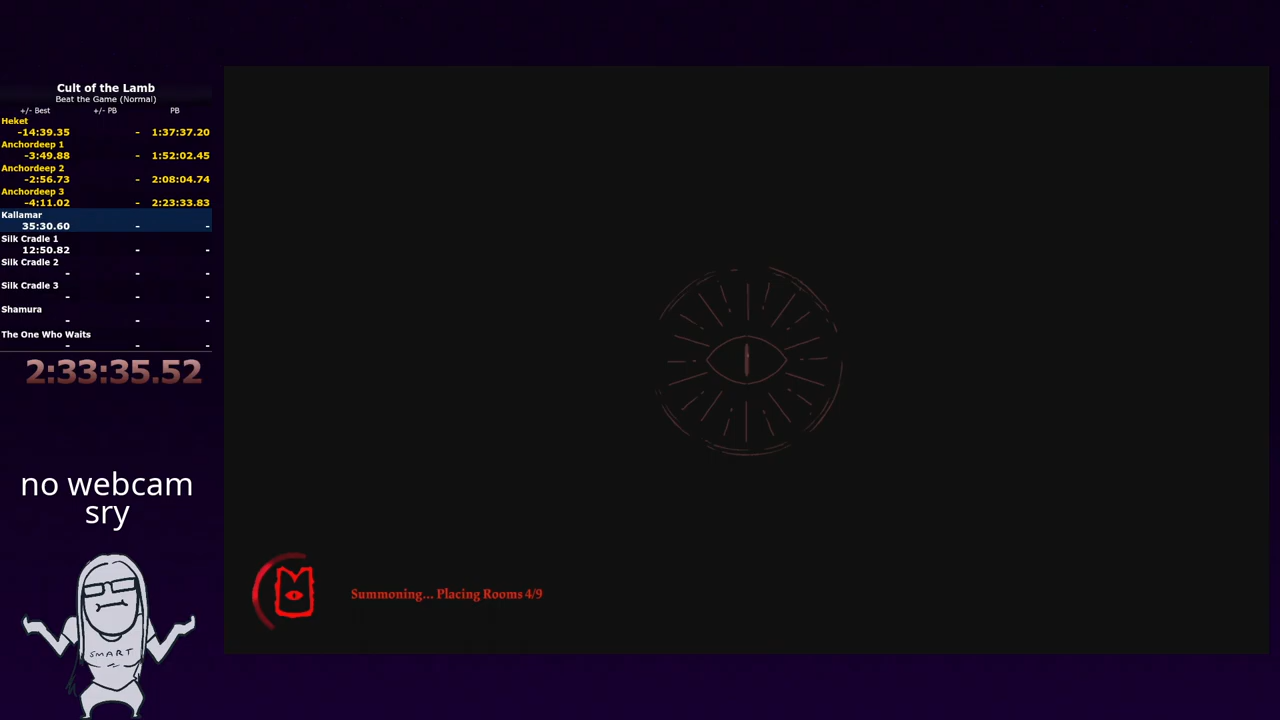 Cult of the Lamb
Beat the Game (Normal)
+/- Best +/- PB PB
Heket
-14:39.35 - 1:37:37.20
Anchordeep 1
-3:49.88 - 1:52:02.45
Anchordeep 2
-2:56.73 - 2:08:04.74
Anchordeep 3
-4:11.02 - 2:23:33.83
Kallamar
35:30.60 - -
Silk Cradle 1
12:50.82 - -
Silk Cradle 2
- - -
Silk Cradle 3
- - -
Shamura
- - -
The One Who Waits
- - -
2:33:35.52
no webcam
sry
SMART
Summoning... Placing Rooms 4/9